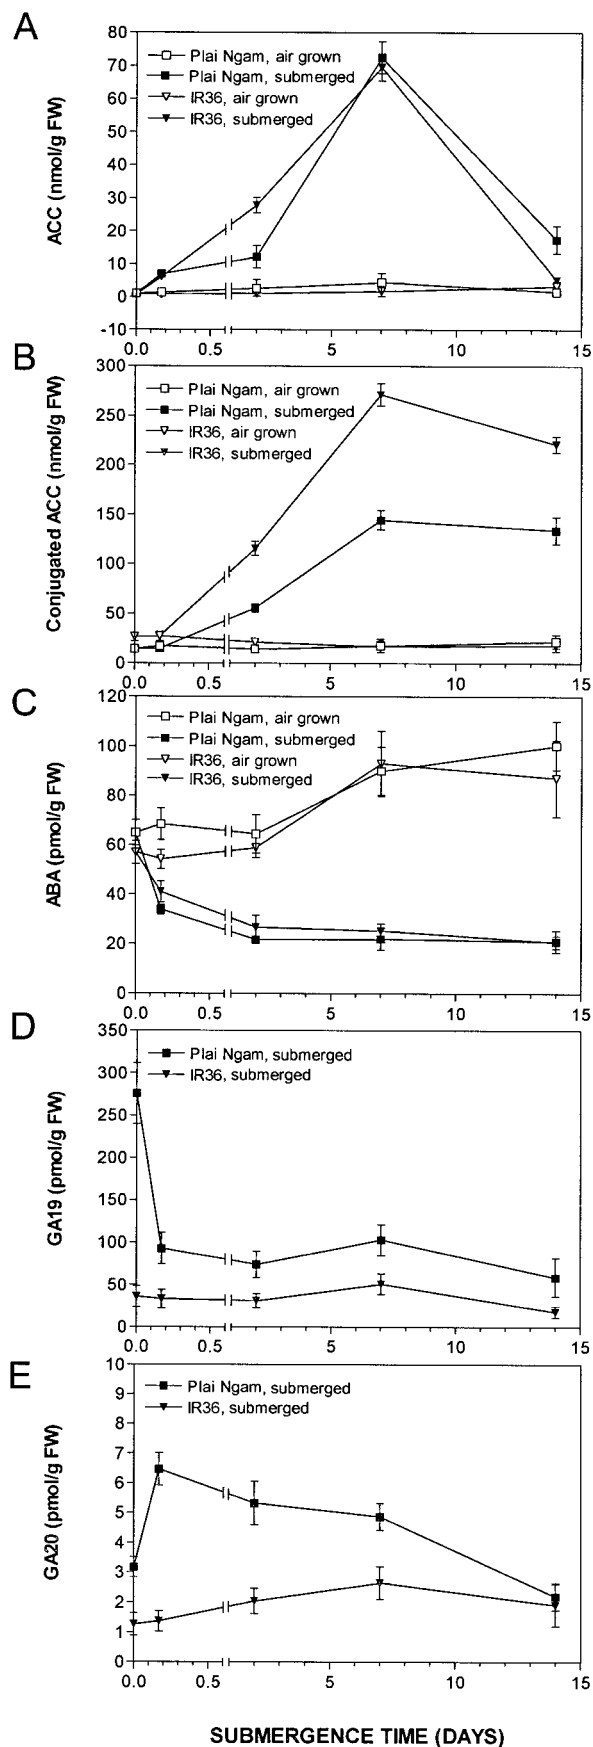 A
80
70
60
50
40
30
20
10
0
-10
ACC (nmol/g FW)
Plai Ngam, air grown
Plai Ngam, submerged
IR36, air grown
IR36, submerged
0.0 0.5 5 10 15
B
300
250
200
150
100
50
0
Conjugated ACC (nmol/g FW)
Plai Ngam, air grown
Plai Ngam, submerged
IR36, air grown
IR36, submerged
0.0 0.5 5 10 15
C
120
100
80
60
40
20
0
ABA (pmol/g FW)
Plai Ngam, air grown
Plai Ngam, submerged
IR36, air grown
IR36, submerged
0.0 0.5 5 10 15
D
350
300
250
200
150
100
50
0
GA19 (pmol/g FW)
Plai Ngam, submerged
IR36, submerged
0.0 0.5 5 10 15
E
10
9
8
7
6
5
4
3
2
1
0
GA20 (pmol/g FW)
Plai Ngam, submerged
IR36, submerged
0.0 0.5 5 10 15
SUBMERGENCE TIME (DAYS)